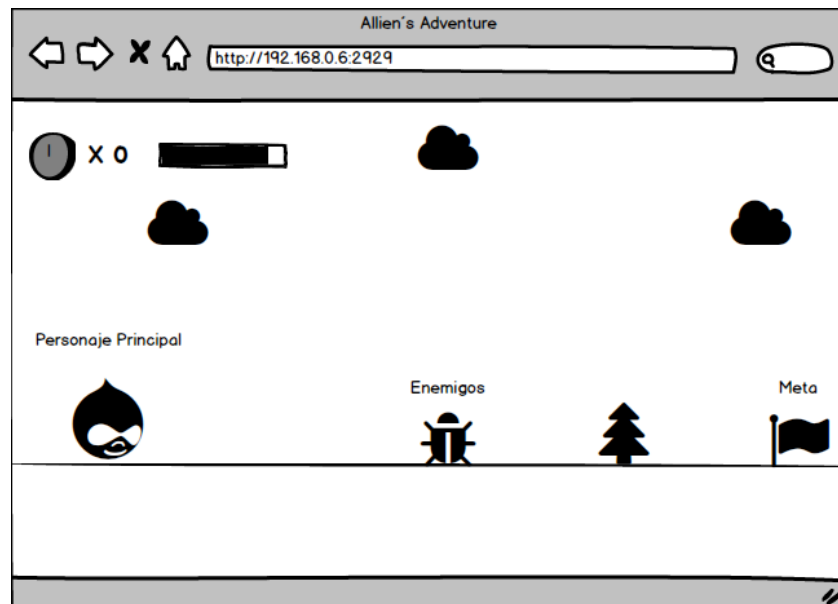 Allien´s Adventure
http://192.168.0.6:2929
X 0
Personaje Principal
Enemigos
Meta